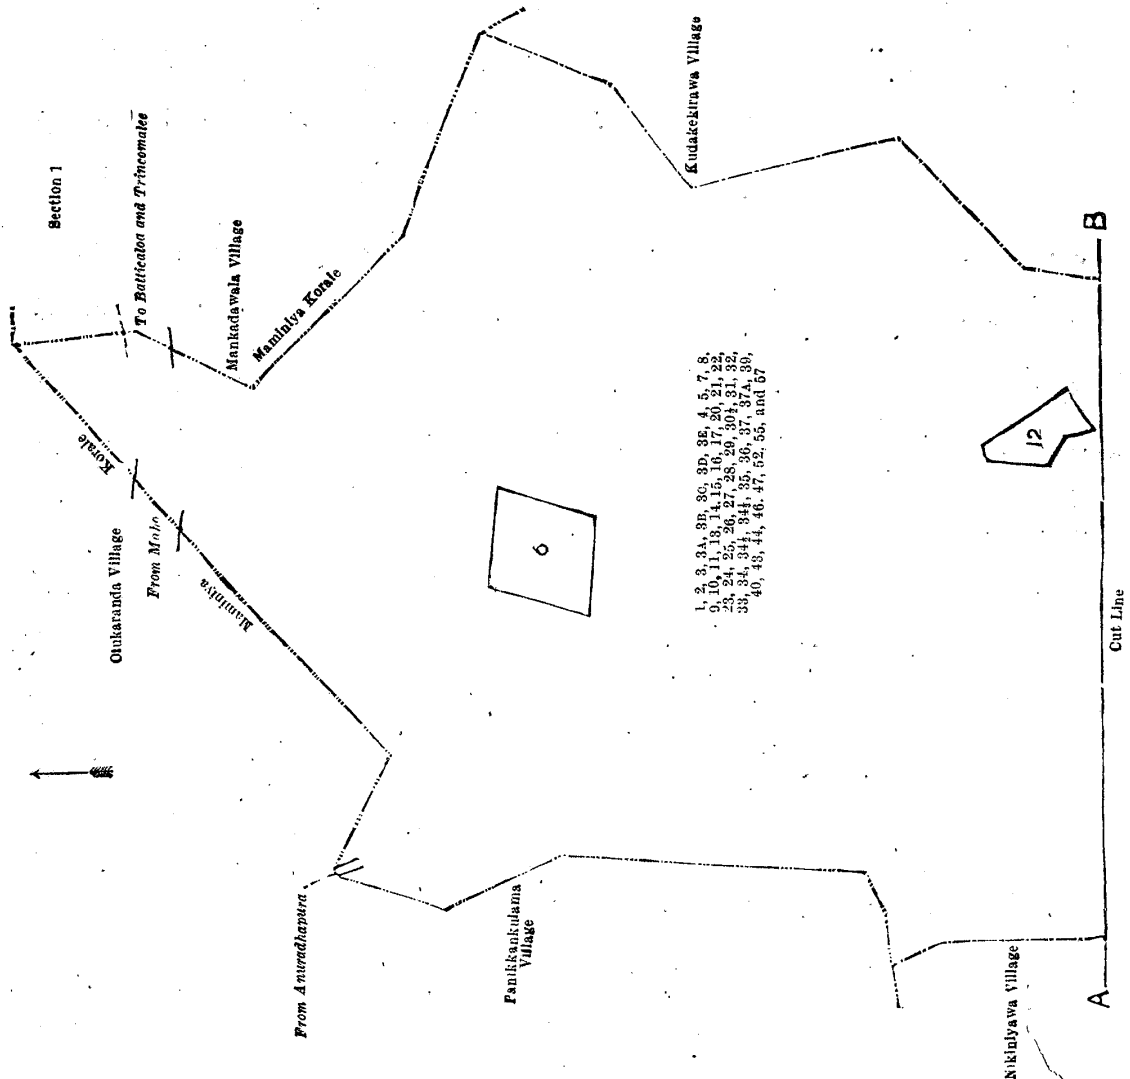 Section 1
To Batticaloa and Trincomalee
Mankadawala Village
Maminiya Korale
Kudakekirawa Village
Korale
Otukaranda Village
From Maho
Maminiya
6
1, 2, 3, 3A, 3B, 3C, 3D, 3E, 4, 5, 7, 8,
9, 10, 11, 13, 14, 15, 16, 17, 20, 21, 22,
23, 24, 25, 26, 27, 28, 29, 30½, 31, 32,
33, 34, 34½, 35, 36, 37, 37A, 39,
40, 43, 44, 46, 47, 52, 55, and 57
12
From Anuradhapura
Panikkankulama
Village
Nikiniyawa Village
A
B
Cut Line